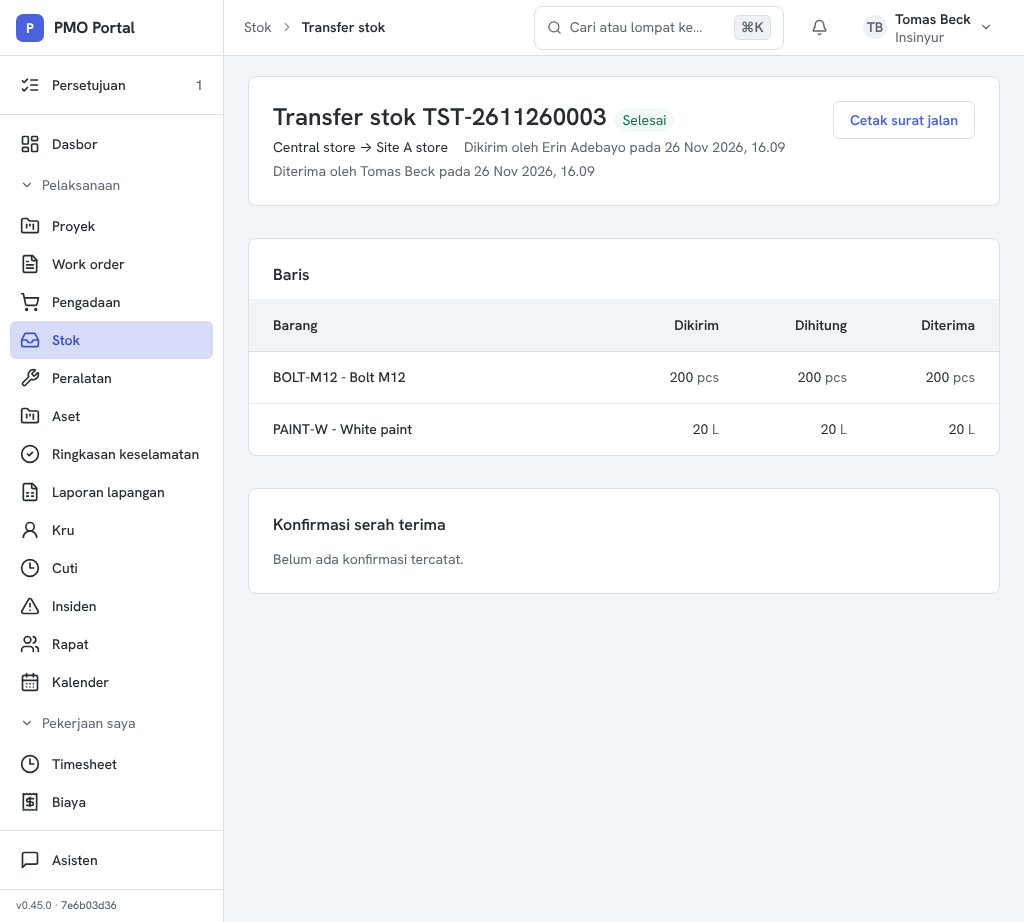 P PMO Portal
Stok > Transfer stok
Cari atau lompat ke... ⌘K
TB Tomas Beck
Insinyur
Persetujuan 1
Dasbor
Pelaksanaan
Proyek
Work order
Pengadaan
Stok
Peralatan
Aset
Ringkasan keselamatan
Laporan lapangan
Kru
Cuti
Insiden
Rapat
Kalender
Pekerjaan saya
Timesheet
Biaya
Asisten
v0.45.0 · 7e6b03d36
Transfer stok TST-2611260003 Selesai
Cetak surat jalan
Central store → Site A store Dikirim oleh Erin Adebayo pada 26 Nov 2026, 16.09
Diterima oleh Tomas Beck pada 26 Nov 2026, 16.09
Baris
Barang Dikirim Dihitung Diterima
BOLT-M12 - Bolt M12 200 pcs 200 pcs 200 pcs
PAINT-W - White paint 20 L 20 L 20 L
Konfirmasi serah terima
Belum ada konfirmasi tercatat.